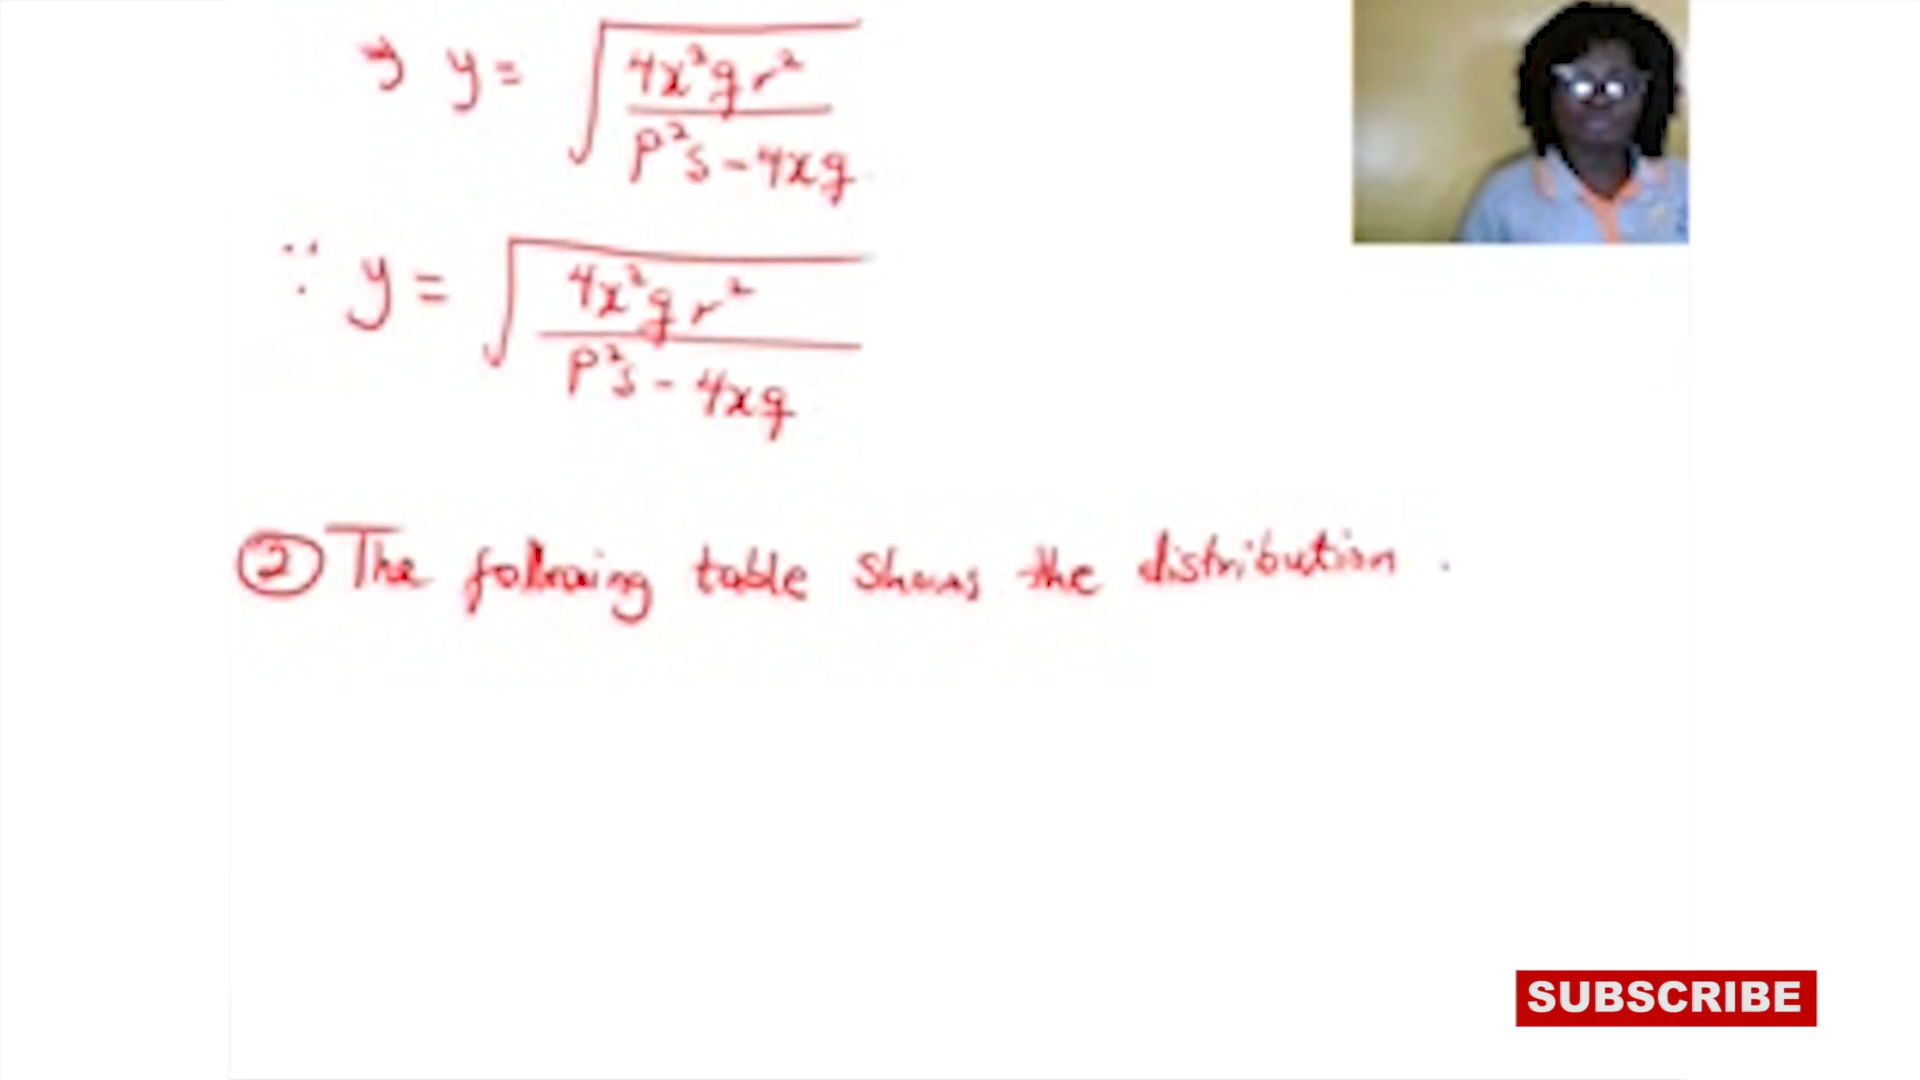 ⇒ y = √(4x²gr² / p²s - 4xg)
∵ y = √(4x²gr² / p²s - 4xg)
② The following table shows the distribution .
SUBSCRIBE